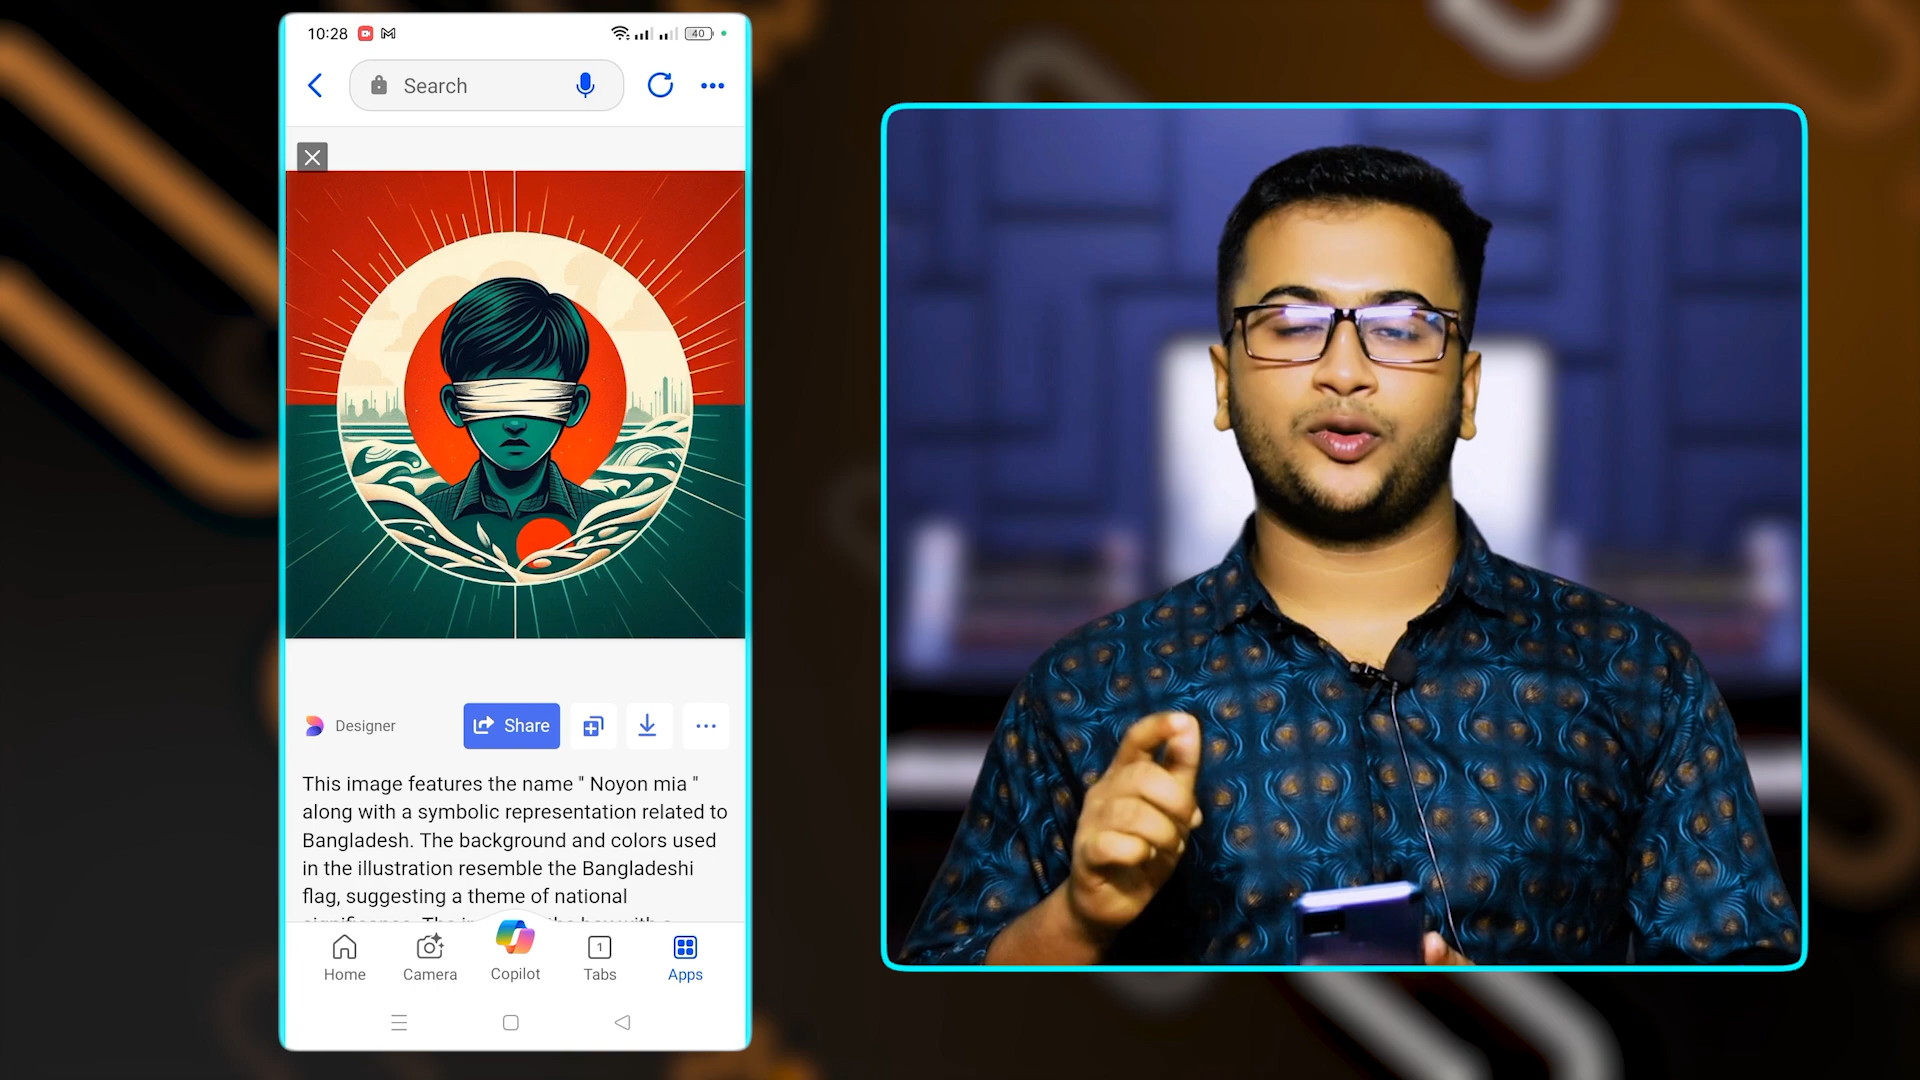 10:28
40
Search
Designer
Share
This image features the name " Noyon mia "
along with a symbolic representation related to
Bangladesh. The background and colors used
in the illustration resemble the Bangladeshi
flag, suggesting a theme of national
Home
Camera
Copilot
1
Tabs
Apps